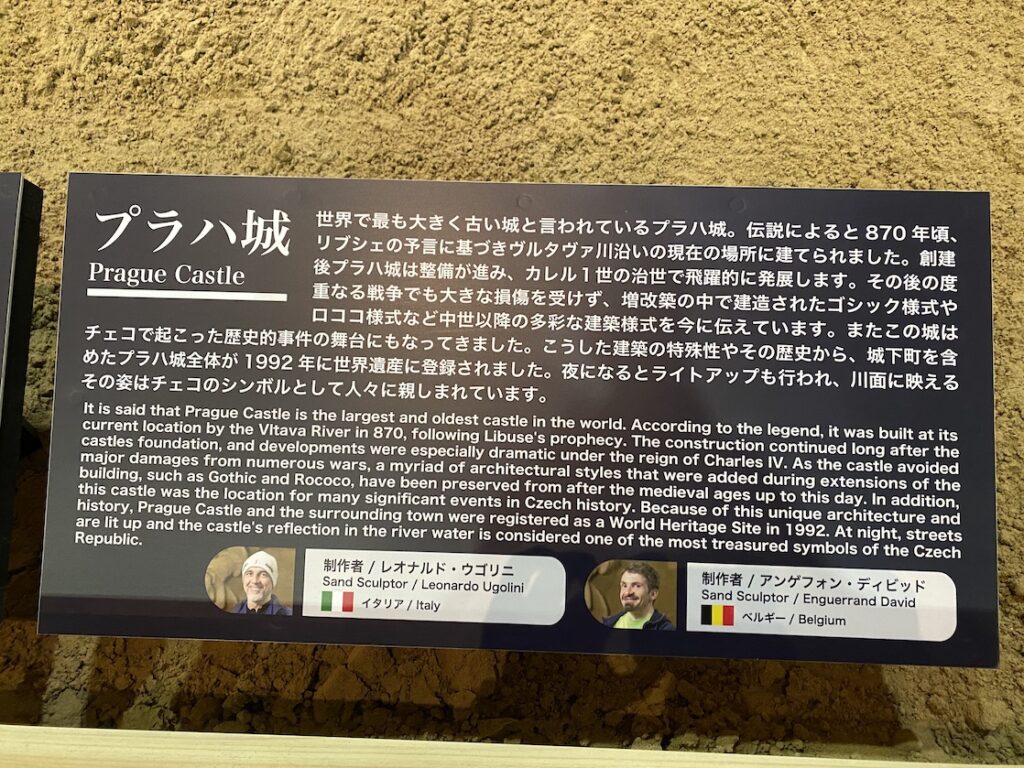 プラハ城
Prague Castle
世界で最も大きく古い城と言われているプラハ城。伝説によると870年頃、
リブシェの予言に基づきヴルタヴァ川沿いの現在の場所に建てられました。創建
後プラハ城は整備が進み、カレル1世の治世で飛躍的に発展します。その後の度
重なる戦争でも大きな損傷を受けず、増改築の中で建造されたゴシック様式や
ロココ様式など中世以降の多彩な建築様式を今に伝えています。またこの城は
チェコで起こった歴史的事件の舞台にもなってきました。こうした建築の特殊性やその歴史から、城下町を含
めたプラハ城全体が1992年に世界遺産に登録されました。夜になるとライトアップも行われ、川面に映える
その姿はチェコのシンボルとして人々に親しまれています。
It is said that Prague Castle is the largest and oldest castle in the world. According to the legend, it was built at its
current location by the Vltava River in 870, following Libuse's prophecy. The construction continued long after the
castles foundation, and developments were especially dramatic under the reign of Charles IV. As the castle avoided
major damages from numerous wars, a myriad of architectural styles that were added during extensions of the
building, such as Gothic and Rococo, have been preserved from after the medieval ages up to this day. In addition,
this castle was the location for many significant events in Czech history. Because of this unique architecture and
history, Prague Castle and the surrounding town were registered as a World Heritage Site in 1992. At night, streets
are lit up and the castle's reflection in the river water is considered one of the most treasured symbols of the Czech
Republic.
制作者 / レオナルド・ウゴリニ
Sand Sculptor / Leonardo Ugolini
イタリア / Italy
制作者 / アンゲフォン・ディビッド
Sand Sculptor / Enguerrand David
ベルギー / Belgium